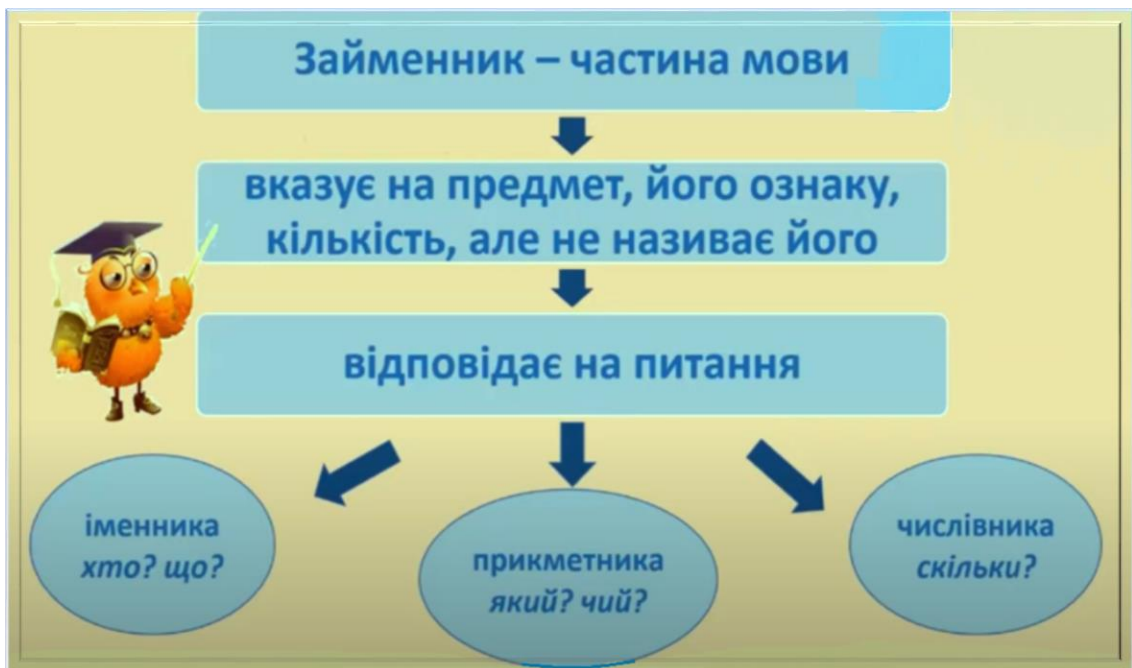 Займенник – частина мови
вказує на предмет, його ознаку,
кількість, але не називає його
відповідає на питання
іменника
хто? що?
прикметника
який? чий?
числівника
скільки?